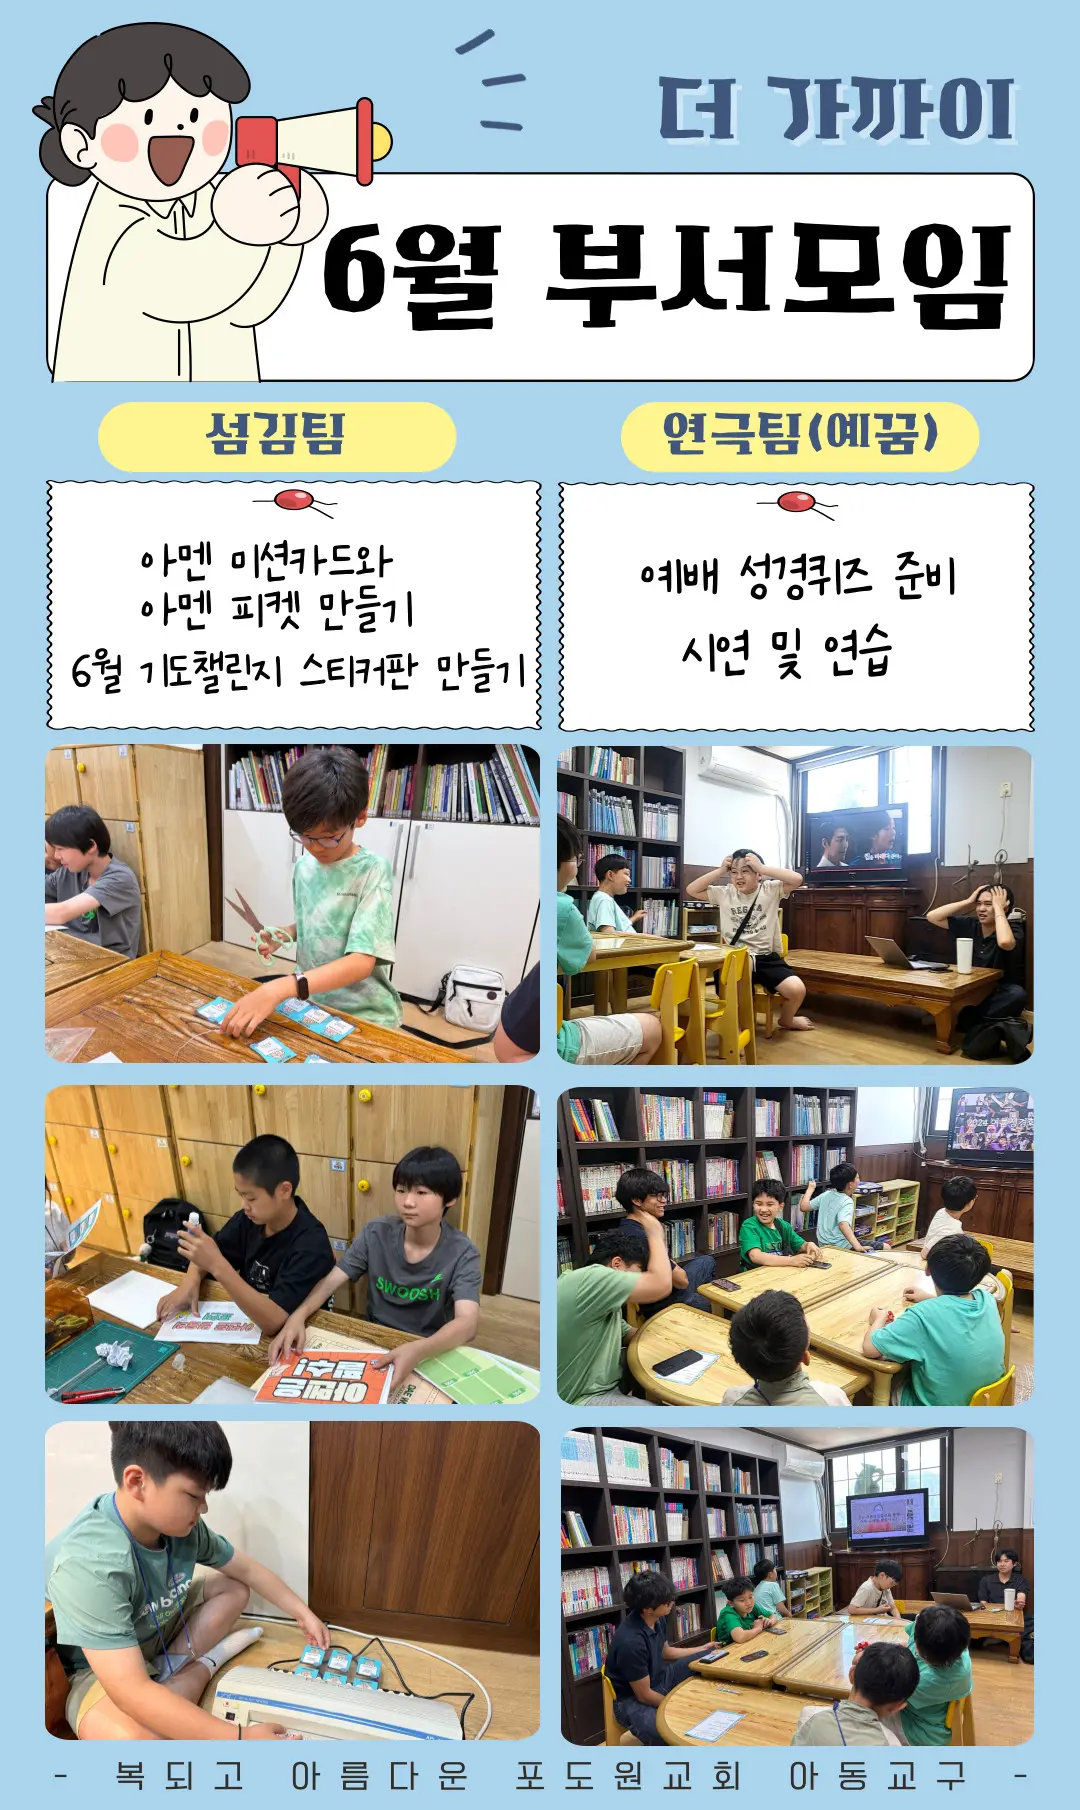 더 가까이
6월 부서모임
섬김팀
아멘 미션카드와
아멘 피켓 만들기
6월 기도챌린지 스티커판 만들기
연극팀(예꿈)
예배 성경퀴즈 준비
시연 및 연습
SWOOSH
- 복되고 아름다운 포도원교회 아동교구 -